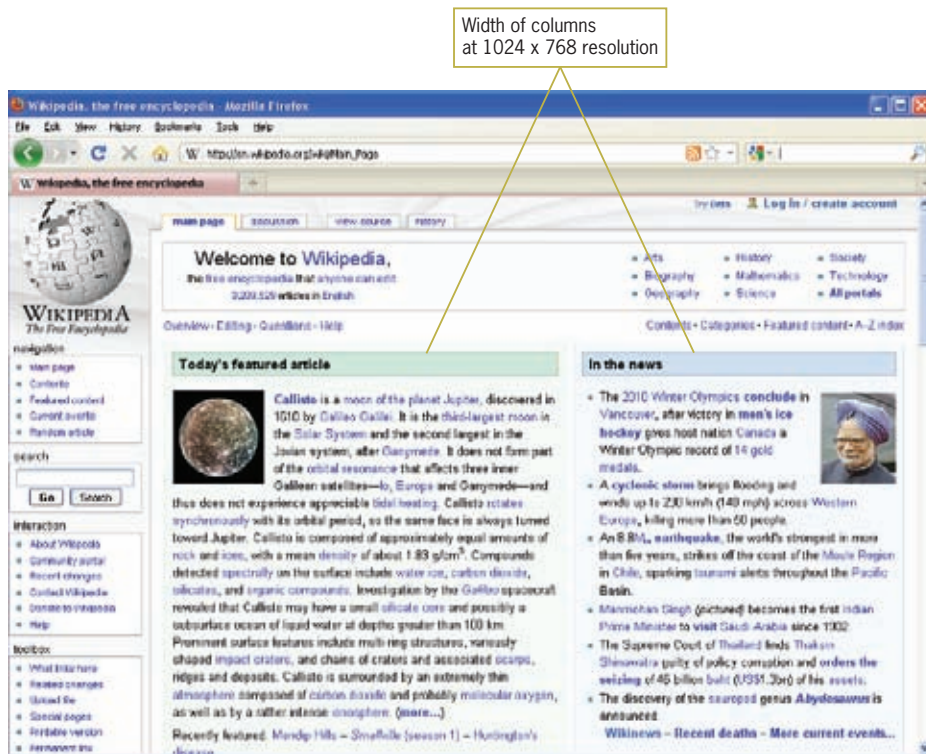 Width of columns
at 1024 x 768 resolution
Wikipedia, the free encyclopedia - Mozilla Firefox
File Edit View History Bookmarks Tools Help
http://en.wikipedia.org/wiki/Main_Page
Wikipedia, the free encyclopedia
Log in / create account
main page discussion view source history
Welcome to Wikipedia,
the free encyclopedia that anyone can edit
articles in English
Arts History Society
Biography Mathematics Technology
Geography Science All portals
WIKIPEDIA
The Free Encyclopedia
Overview · Editing · Questions · Help
Contents · Categories · Featured content · A–Z index
navigation
Main page
Contents
Featured content
Current events
Random article
search
Go Search
interaction
About Wikipedia
Community portal
Recent changes
Contact Wikipedia
Donate to Wikipedia
Help
toolbox
What links here
Related changes
Upload file
Special pages
Printable version
Permanent link
Today's featured article
Callisto is a moon of the planet Jupiter, discovered in
1610 by Galileo Galilei. It is the third-largest moon in
the Solar System and the second largest in the
Jovian system, after Ganymede. It does not form part
of the orbital resonance that affects three inner
Galilean satellites—Io, Europa and Ganymede—and
thus does not experience appreciable tidal heating. Callisto rotates
synchronously with its orbital period, so the same face is always turned
toward Jupiter. Callisto is composed of approximately equal amounts of
rock and ices, with a mean density of about 1.83 g/cm³. Compounds
detected spectrally on the surface include water ice, carbon dioxide,
silicates, and organic compounds. Investigation by the Galileo spacecraft
revealed that Callisto may have a small silicate core and possibly a
subsurface ocean of liquid water at depths greater than 100 km.
Prominent surface features include multi-ring structures, variously
shaped impact craters, and chains of craters and associated scarps,
ridges and deposits. Callisto is surrounded by an extremely thin
atmosphere composed of carbon dioxide and probably molecular oxygen,
as well as by a rather intense ionosphere. (more...)
Recently featured: Mendip Hills – Smallville (season 1) – Huntington's
disease
In the news
The 2010 Winter Olympics conclude in
Vancouver, after victory in men's ice
hockey gives host nation Canada a
Winter Olympic record of 14 gold
medals.
A cyclonic storm brings flooding and
winds up to 230 km/h (140 mph) across Western
Europe, killing more than 50 people.
An 8.8Mw earthquake, the world's strongest in more
than five years, strikes off the coast of the Maule Region
in Chile, sparking tsunami alerts throughout the Pacific
Basin.
Manmohan Singh (pictured) becomes the first Indian
Prime Minister to visit Saudi Arabia since 1982.
The Supreme Court of Thailand finds Thaksin
Shinawatra guilty of policy corruption and orders the
seizing of 46 billion baht (US$1.3bn) of his assets.
The discovery of the sauropod genus Abydosaurus is
announced.
Wikinews – Recent deaths – More current events...